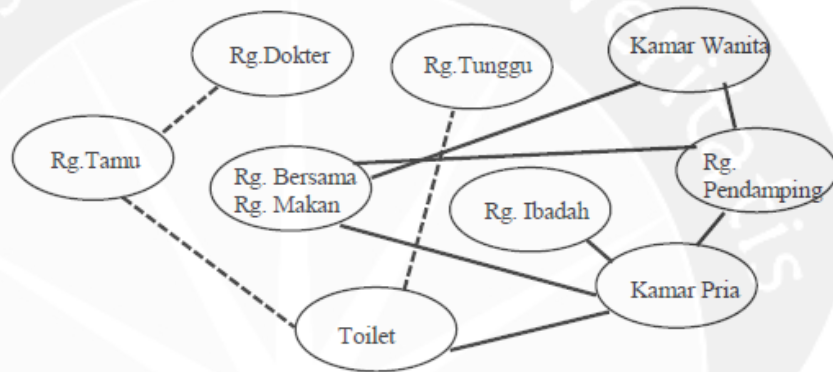 Kamar Wanita
Rg.Dokter
Rg.Tunggu
Rg.Tamu
Rg. Bersama
Rg. Makan
Rg.
Pendamping
Rg. Ibadah
Kamar Pria
Toilet